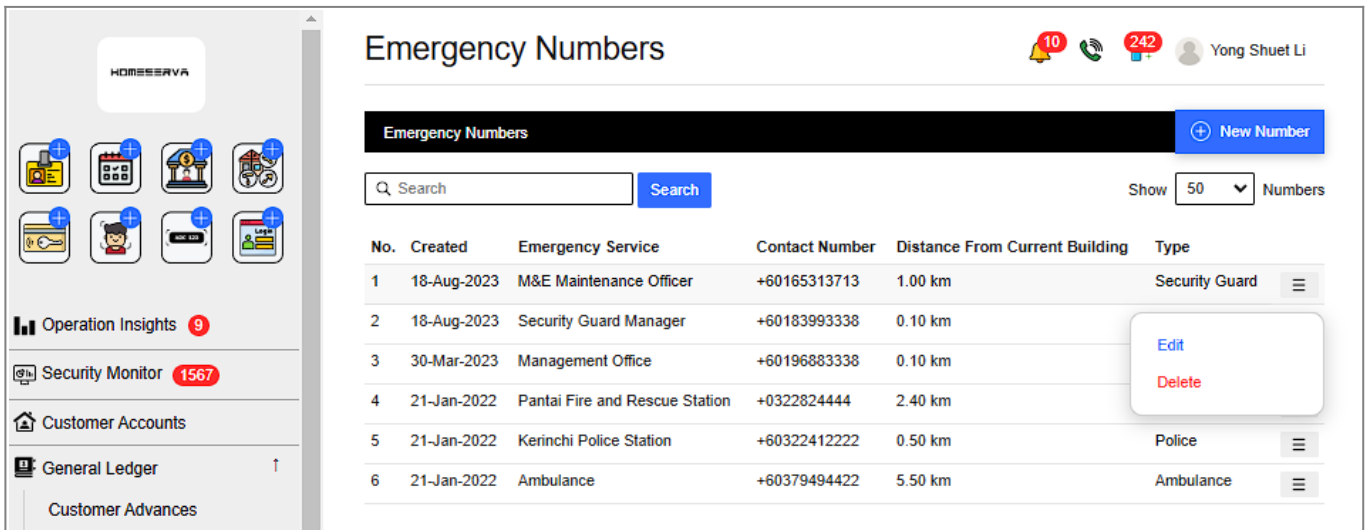 HOMESERVA
Emergency Numbers
10
242
Yong Shuet Li
Emergency Numbers
New Number
Search
Search
Show 50 Numbers
No. Created Emergency Service Contact Number Distance From Current Building Type
1 18-Aug-2023 M&E Maintenance Officer +60165313713 1.00 km Security Guard
2 18-Aug-2023 Security Guard Manager +60183993338 0.10 km
3 30-Mar-2023 Management Office +60196883338 0.10 km
4 21-Jan-2022 Pantai Fire and Rescue Station +0322824444 2.40 km
5 21-Jan-2022 Kerinchi Police Station +60322412222 0.50 km Police
6 21-Jan-2022 Ambulance +60379494422 5.50 km Ambulance
Edit
Delete
Login
Operation Insights 9
Security Monitor 1567
Customer Accounts
General Ledger ↑
Customer Advances